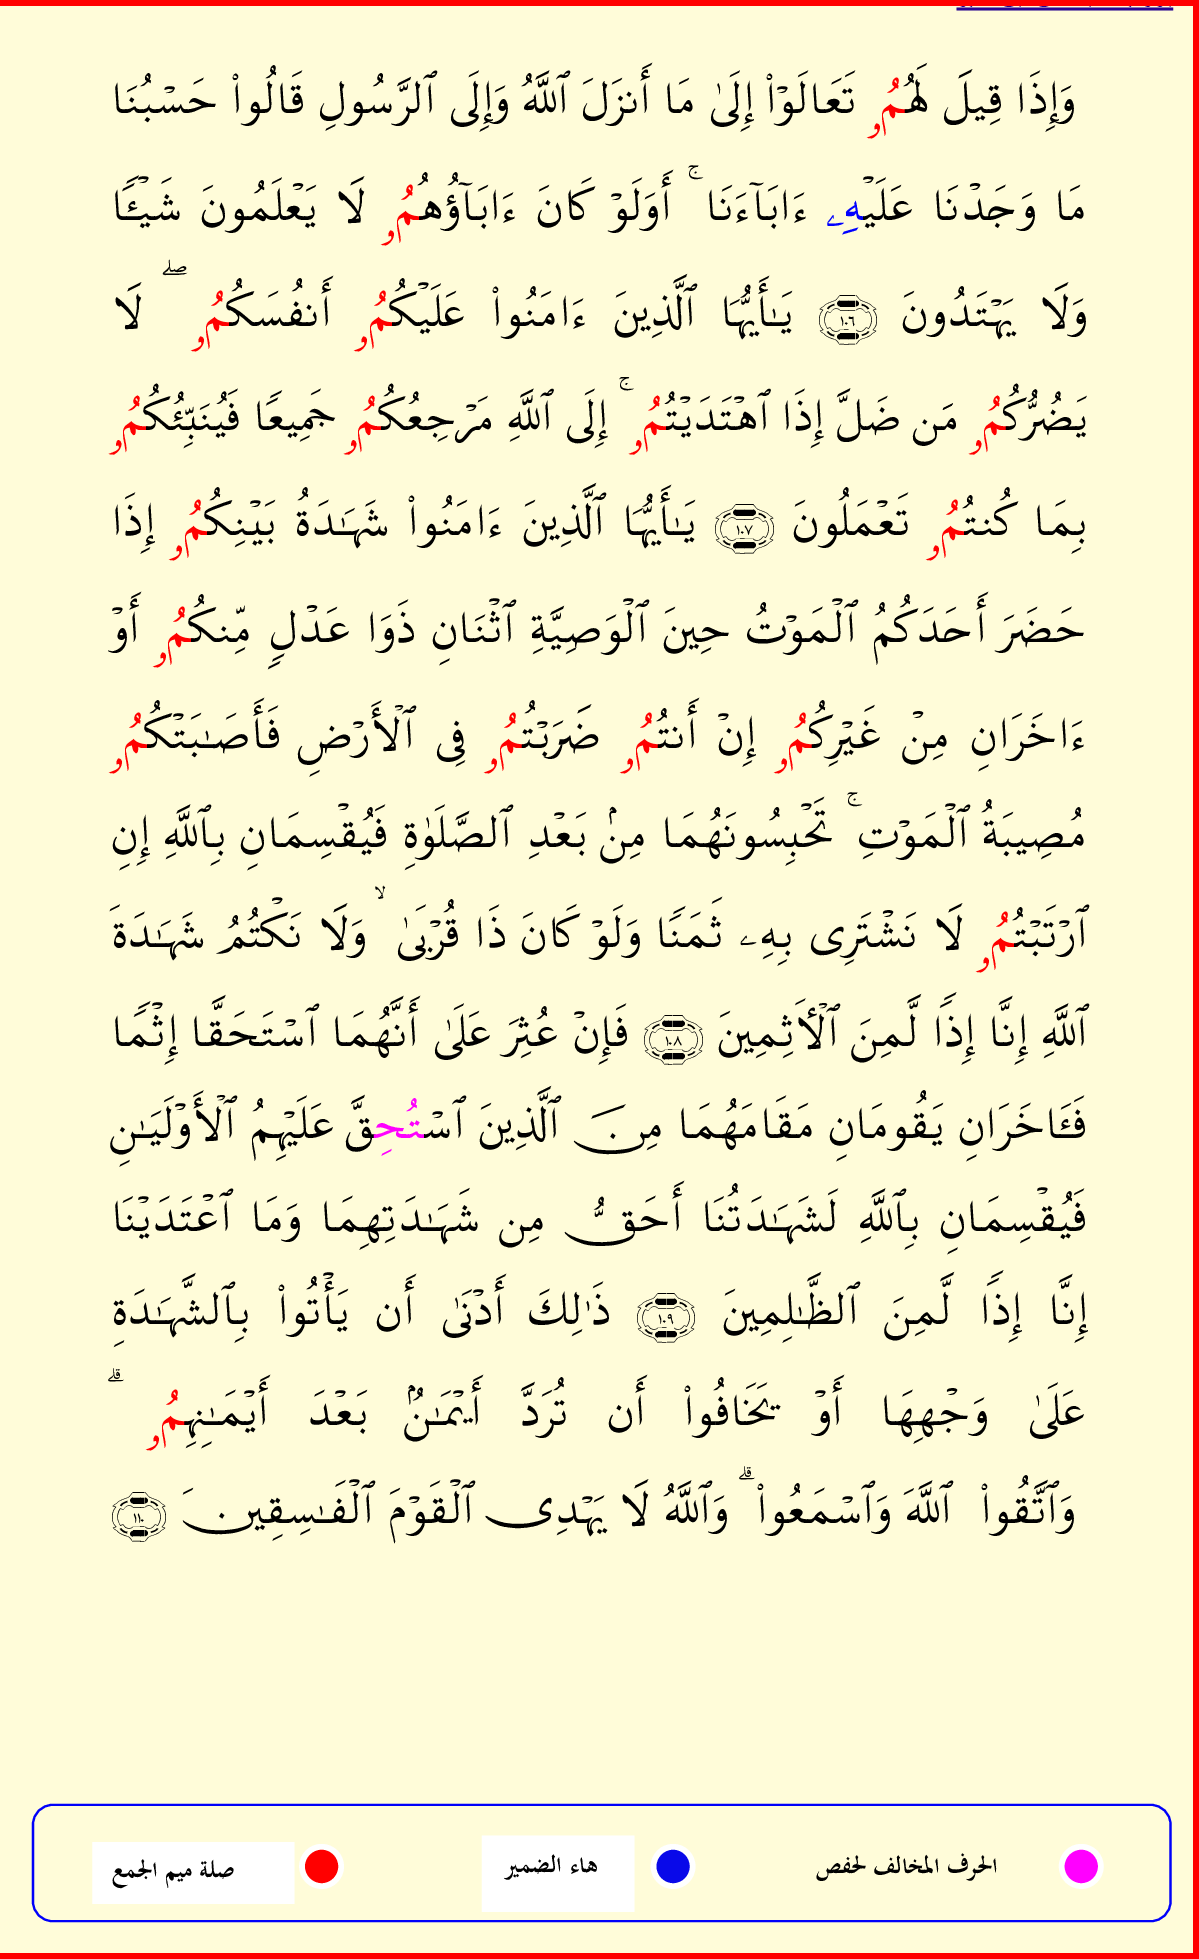 وَإِذَا قِيلَ لَهُمُۥ تَعَالَوۡاْ إِلَىٰ مَا أَنزَلَ ٱللَّهُ وَإِلَى ٱلرَّسُولِ قَالُواْ حَسۡبُنَا
مَا وَجَدۡنَا عَلَيۡهِۦ ءَابَآءَنَا ۚ أَوَلَوۡ كَانَ ءَابَآؤُهُمُۥ لَا يَعۡلَمُونَ شَيۡـًٔا
وَلَا يَهۡتَدُونَ ١٠٦ يَـٰٓأَيُّهَا ٱلَّذِينَ ءَامَنُواْ عَلَيۡكُمُۥ أَنفُسَكُمُۥ ۖ لَا
يَضُرُّكُمُۥ مَن ضَلَّ إِذَا ٱهۡتَدَيۡتُمُۥ ۚ إِلَى ٱللَّهِ مَرۡجِعُكُمُۥ جَمِيعًا فَيُنَبِّئُكُمُۥ
بِمَا كُنتُمُۥ تَعۡمَلُونَ ١٠٧ يَـٰٓأَيُّهَا ٱلَّذِينَ ءَامَنُواْ شَهَـٰدَةُ بَيۡنِكُمُۥ إِذَا
حَضَرَ أَحَدَكُمُ ٱلۡمَوۡتُ حِينَ ٱلۡوَصِيَّةِ ٱثۡنَانِ ذَوَا عَدۡلٍ مِّنكُمُۥ أَوۡ
ءَاخَرَانِ مِنۡ غَيۡرِكُمُۥ إِنۡ أَنتُمُۥ ضَرَبۡتُمُۥ فِى ٱلۡأَرۡضِ فَأَصَـٰبَتۡكُمُۥ
مُصِيبَةُ ٱلۡمَوۡتِ ۚ تَحۡبِسُونَهُمَا مِنۢ بَعۡدِ ٱلصَّلَوٰةِ فَيُقۡسِمَانِ بِٱللَّهِ إِنِ
ٱرۡتَبۡتُمُۥ لَا نَشۡتَرِى بِهِۦ ثَمَنًا وَلَوۡ كَانَ ذَا قُرۡبَىٰ ۙ وَلَا نَكۡتُمُ شَهَـٰدَةَ
ٱللَّهِ إِنَّا إِذًا لَّمِنَ ٱلۡأَثِمِينَ ١٠٨ فَإِنۡ عُثِرَ عَلَىٰ أَنَّهُمَا ٱسۡتَحَقَّا إِثۡمًا
فَـَٔاخَرَانِ يَقُومَانِ مَقَامَهُمَا مِنَ ٱلَّذِينَ ٱسۡتُحِقَّ عَلَيۡهِمُ ٱلۡأَوۡلَيَـٰنِ
فَيُقۡسِمَانِ بِٱللَّهِ لَشَهَـٰدَتُنَا أَحَقُّ مِن شَهَـٰدَتِهِمَا وَمَا ٱعۡتَدَيۡنَا
إِنَّا إِذًا لَّمِنَ ٱلظَّـٰلِمِينَ ١٠٩ ذَٰلِكَ أَدۡنَىٰ أَن يَأۡتُواْ بِٱلشَّهَـٰدَةِ
عَلَىٰ وَجۡهِهَا أَوۡ يَخَافُواْ أَن تُرَدَّ أَيۡمَـٰنُۢ بَعۡدَ أَيۡمَـٰنِهِمُۥ ۗ
وَٱتَّقُواْ ٱللَّهَ وَٱسۡمَعُواْ ۗ وَٱللَّهُ لَا يَهۡدِى ٱلۡقَوۡمَ ٱلۡفَـٰسِقِينَ ١١٠
الحرف المخالف لحفص هاء الضمير صلة ميم الجمع